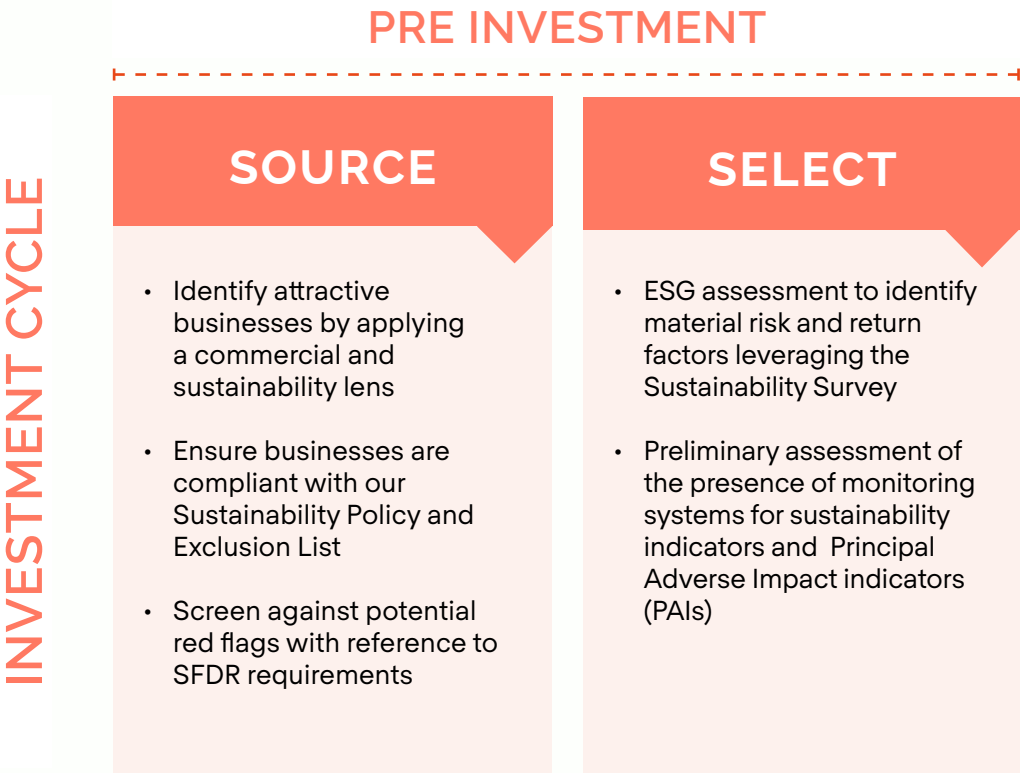 PRE INVESTMENT
INVESTMENT CYCLE
SOURCE
• Identify attractive
businesses by applying
a commercial and
sustainability lens
• Ensure businesses are
compliant with our
Sustainability Policy and
Exclusion List
• Screen against potential
red flags with reference to
SFDR requirements
SELECT
• ESG assessment to identify
material risk and return
factors leveraging the
Sustainability Survey
• Preliminary assessment of
the presence of monitoring
systems for sustainability
indicators and  Principal
Adverse Impact indicators
(PAIs)